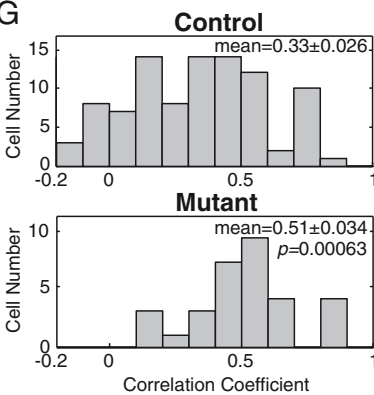 G
Control
mean=0.33±0.026
Cell Number
15
10
5
0
-0.2 0 0.5 1
Mutant
mean=0.51±0.034
p=0.00063
Cell Number
10
5
0
-0.2 0 0.5 1
Correlation Coefficient